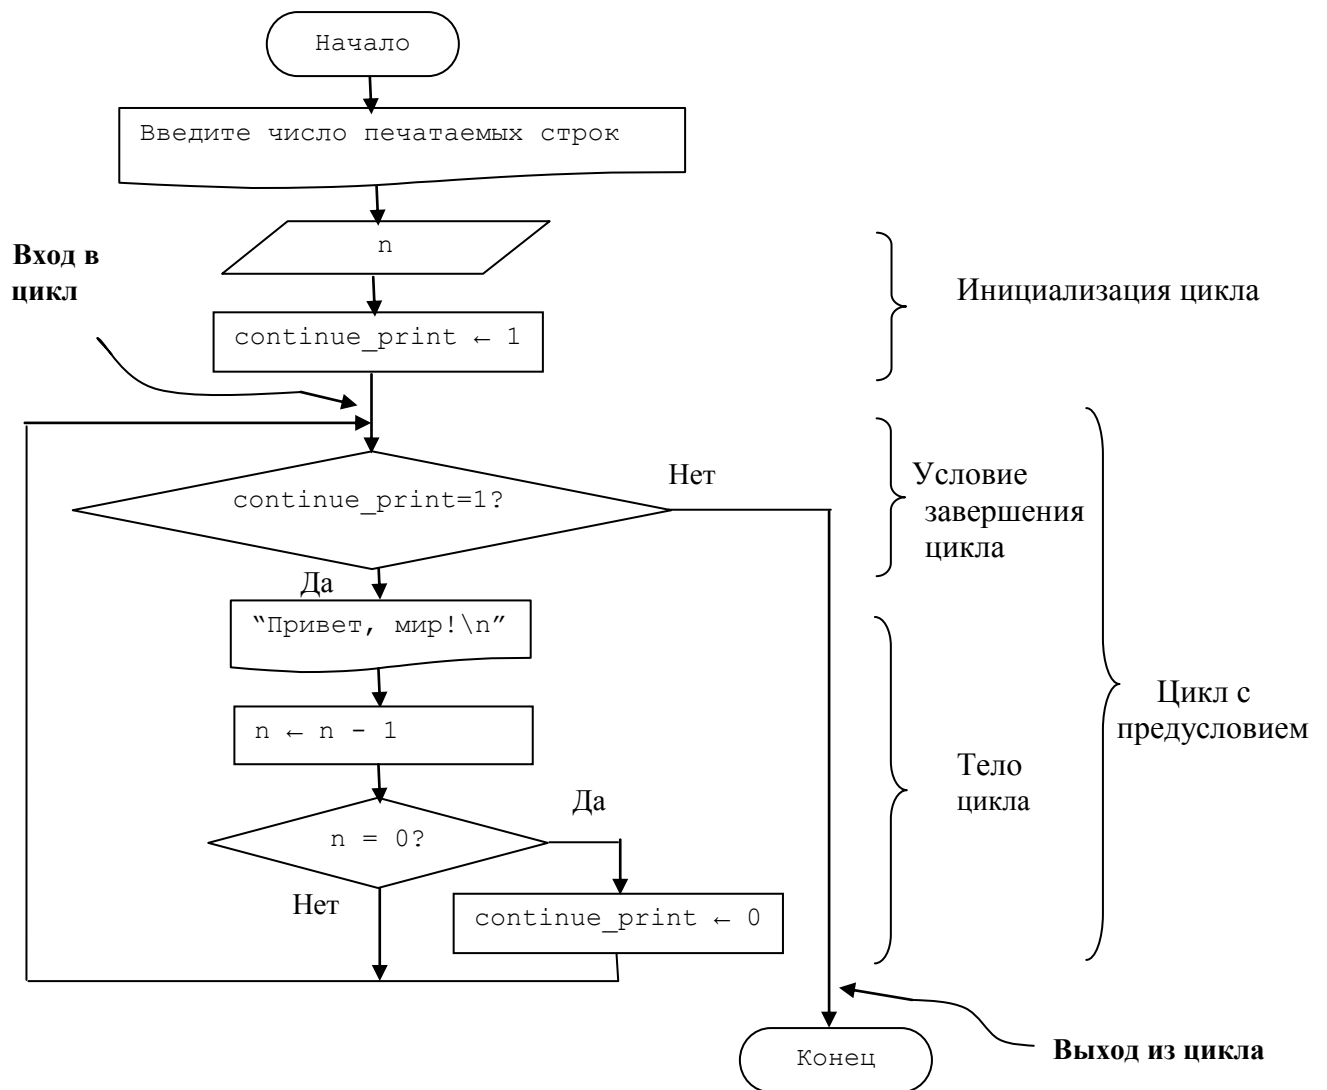 Начало
Введите число печатаемых строк
n
Вход в
цикл
Инициализация цикла
continue_print ← 1
continue_print=1?
Нет
Условие
завершения
цикла
Да
“Привет, мир!\n”
n ← n - 1
Цикл с
предусловием
Тело
цикла
n = 0?
Да
Нет
continue_print ← 0
Конец
Выход из цикла